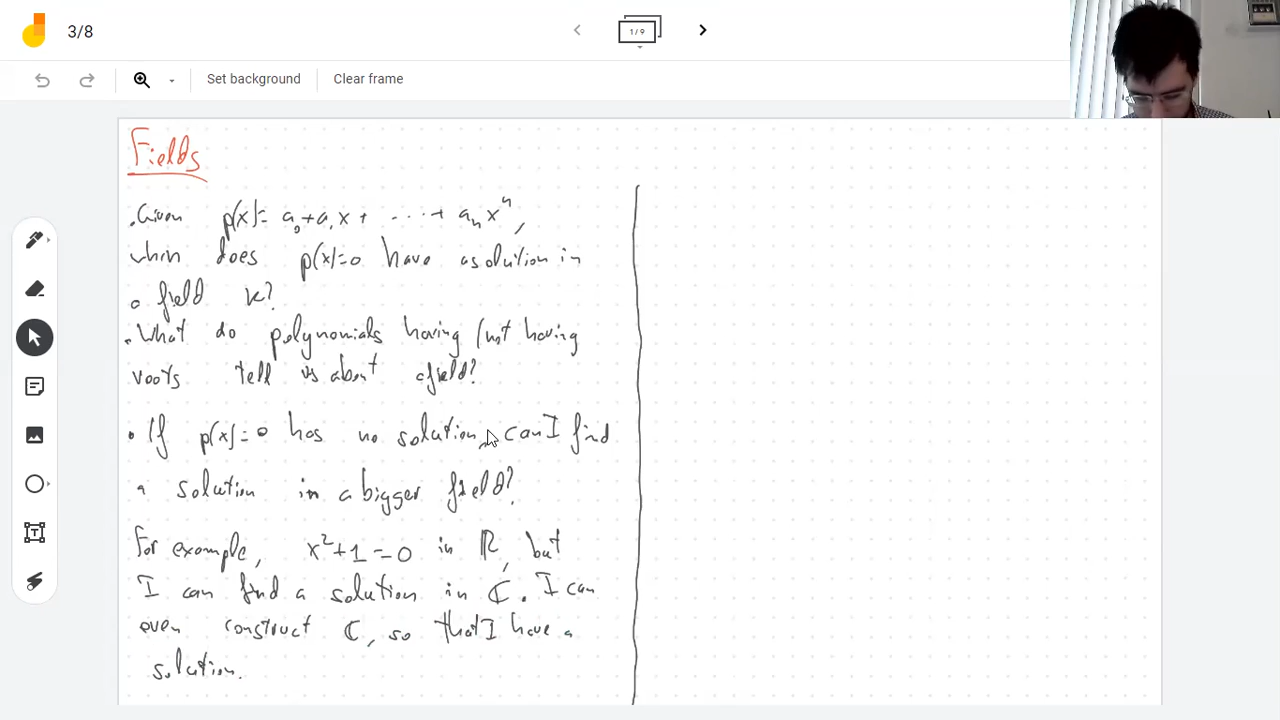 3/8
1/9
Set background
Clear frame
Fields
. Given p(x)= a₀+a₁x + ····+ aₙxⁿ,
when does p(x)=0 have a solution in
a field k?
. What do polynomials having (not having
roots tell us about a field?
• If p(x)=0 has no solution, can I find
a solution in a bigger field?
For example, x²+1=0 in ℝ, but
I can find a solution in ℂ. I can
even construct ℂ, so that I have a
solution.